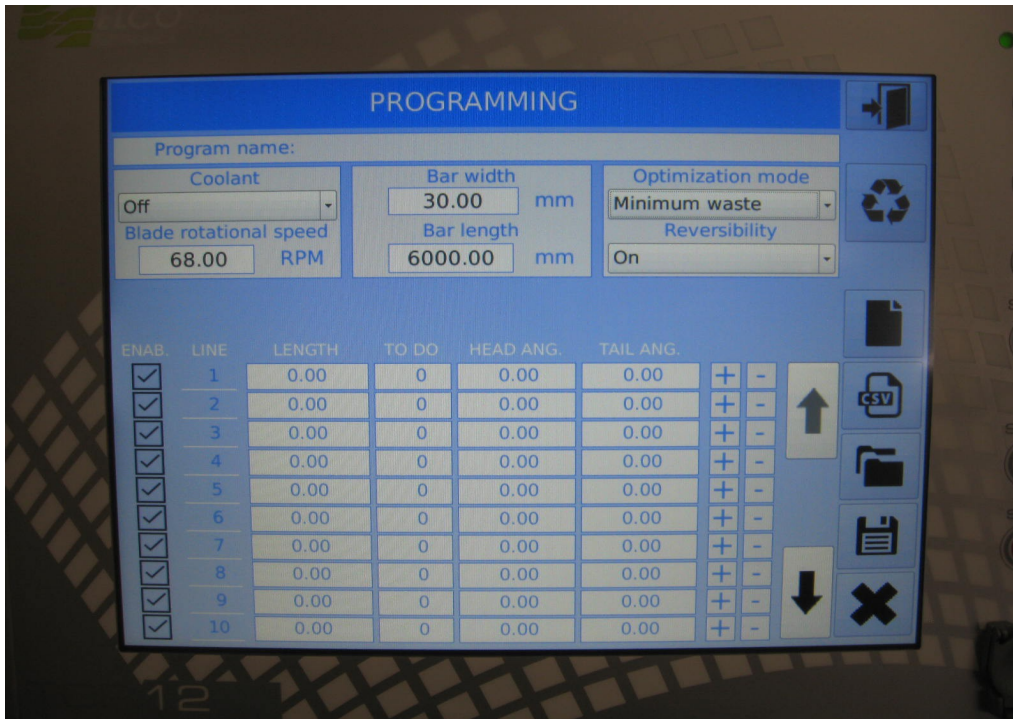 PROGRAMMING
Program name:
Coolant
Off
Blade rotational speed
68.00 RPM
Bar width
30.00 mm
Bar length
6000.00 mm
Optimization mode
Minimum waste
Reversibility
On
ENAB. LINE LENGTH TO DO HEAD ANG. TAIL ANG.
1 0.00 0 0.00 0.00 + -
2 0.00 0 0.00 0.00 + -
3 0.00 0 0.00 0.00 + -
4 0.00 0 0.00 0.00 + -
5 0.00 0 0.00 0.00 + -
6 0.00 0 0.00 0.00 + -
7 0.00 0 0.00 0.00 + -
8 0.00 0 0.00 0.00 + -
9 0.00 0 0.00 0.00 + -
10 0.00 0 0.00 0.00 + -
CSV
12